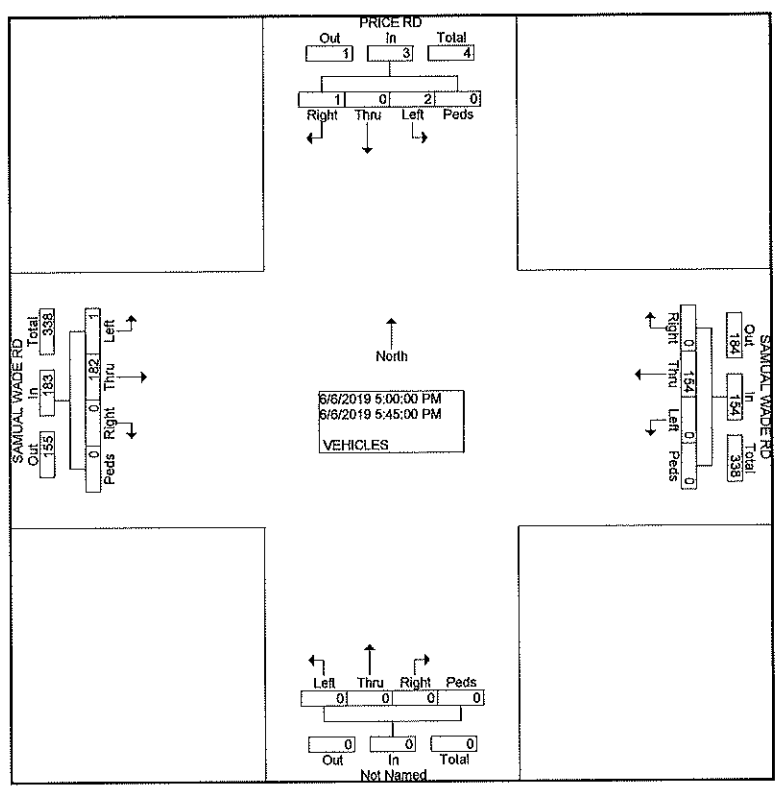 PRICE RD
Out In Total
1 3 4
1 0 2 0
Right Thru Left Peds
SAMUAL WADE RD
Total In Out
338 183 155
1 182 0 0
Left Thru Right Peds
North
6/6/2019 5:00:00 PM
6/6/2019 5:45:00 PM
VEHICLES
Right Thru Left Peds
0 154 0 0
Out In Total
184 154 338
SAMUAL WADE RD
Left Thru Right Peds
0 0 0 0
0 0 0
Out In Total
Not Named